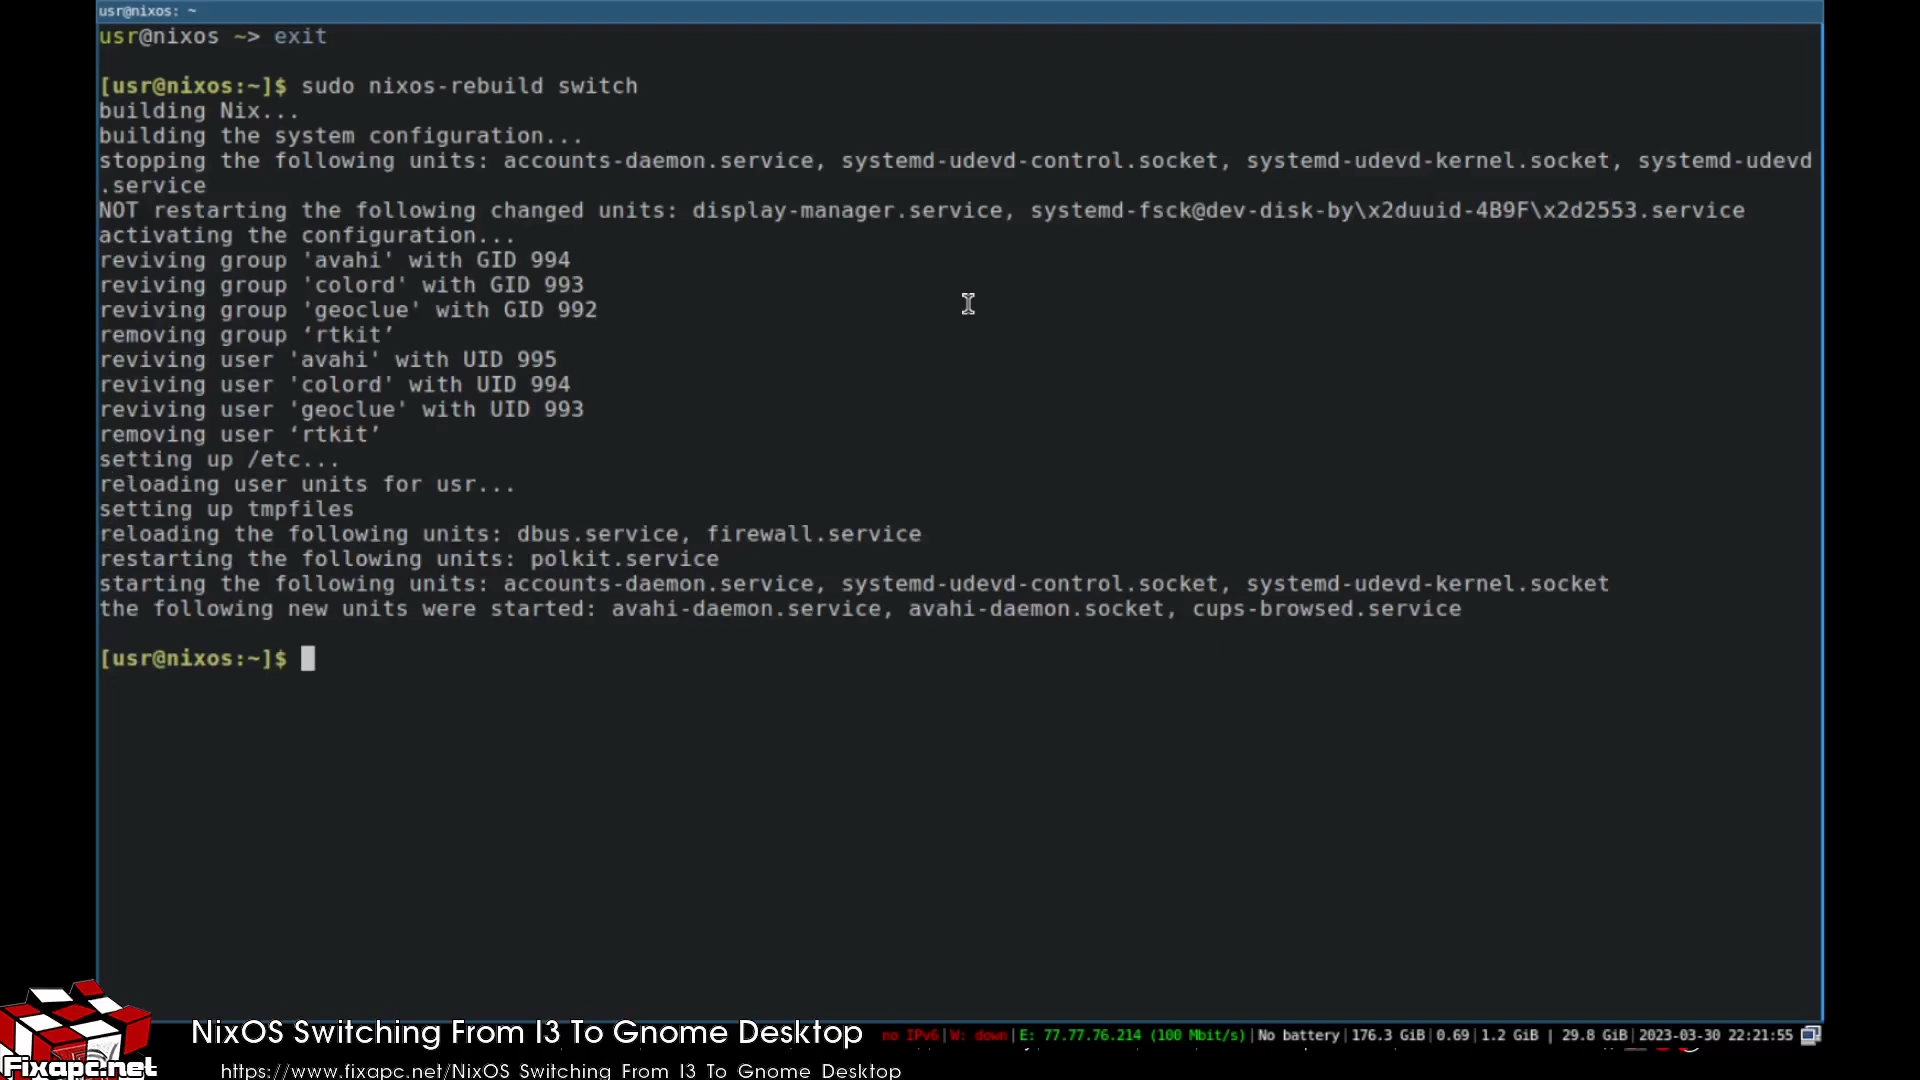 usr@nixos: ~
usr@nixos ~> exit
[usr@nixos:~]$ sudo nixos-rebuild switch
building Nix...
building the system configuration...
stopping the following units: accounts-daemon.service, systemd-udevd-control.socket, systemd-udevd-kernel.socket, systemd-udevd
.service
NOT restarting the following changed units: display-manager.service, systemd-fsck@dev-disk-by\x2duuid-4B9F\x2d2553.service
activating the configuration...
reviving group 'avahi' with GID 994
reviving group 'colord' with GID 993
reviving group 'geoclue' with GID 992
removing group ‘rtkit’
reviving user 'avahi' with UID 995
reviving user 'colord' with UID 994
reviving user 'geoclue' with UID 993
removing user ‘rtkit’
setting up /etc...
reloading user units for usr...
setting up tmpfiles
reloading the following units: dbus.service, firewall.service
restarting the following units: polkit.service
starting the following units: accounts-daemon.service, systemd-udevd-control.socket, systemd-udevd-kernel.socket
the following new units were started: avahi-daemon.service, avahi-daemon.socket, cups-browsed.service
[usr@nixos:~]$
NixOS Switching From I3 To Gnome Desktop
no IPv6|W: down|E: 77.77.76.214 (100 Mbit/s)|No battery|176.3 GiB|0.69|1.2 GiB | 29.8 GiB|2023-03-30 22:21:55
Fixapc.net
https://www.fixapc.net/NixOS Switching From I3 To Gnome Desktop